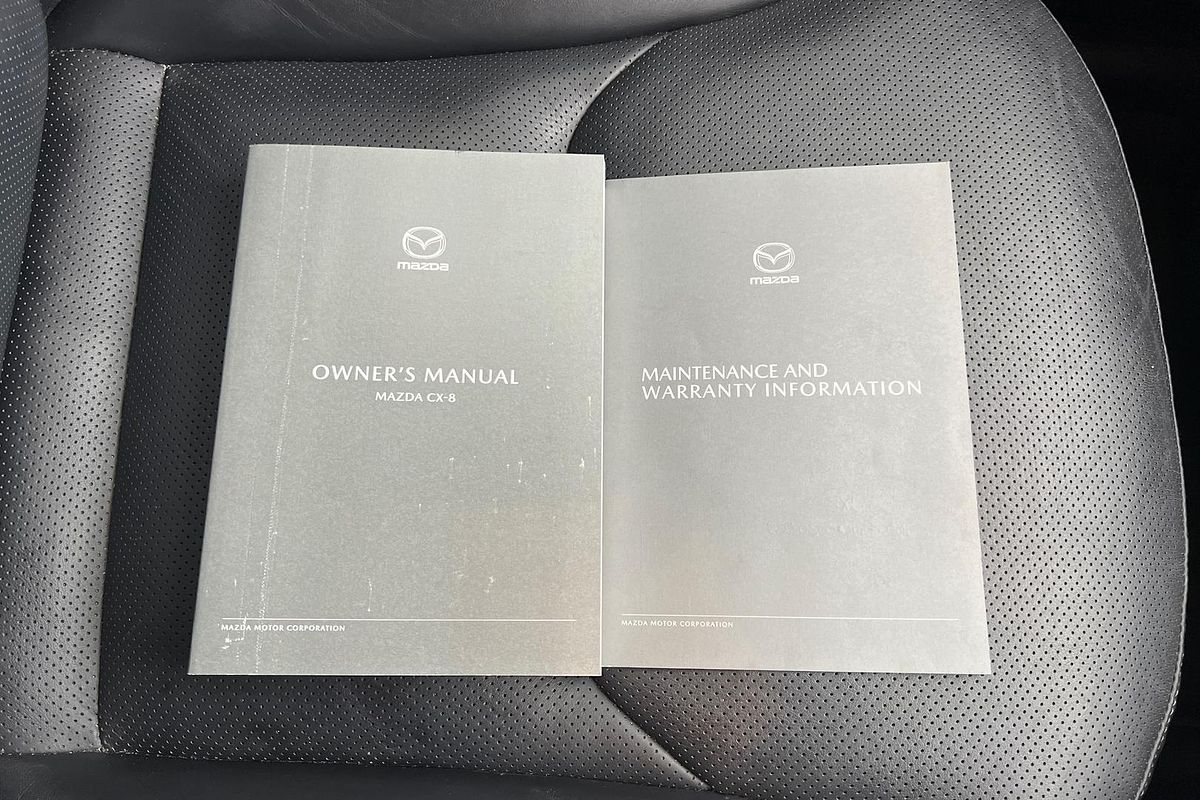 mazda
OWNER'S MANUAL
MAZDA CX-8
MAZDA MOTOR CORPORATION
mazda
MAINTENANCE AND
WARRANTY INFORMATION
MAZDA MOTOR CORPORATION